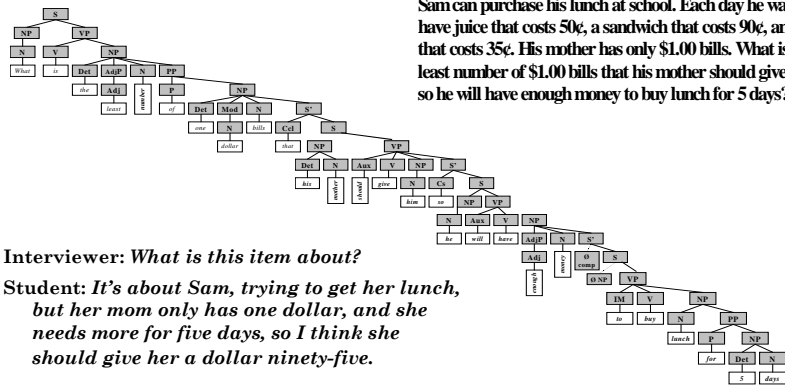 Sam can purchase his lunch at school. Each day he wa
have juice that costs 50¢, a sandwich that costs 90¢, an
that costs 35¢. His mother has only $1.00 bills. What is
least number of $1.00 bills that his mother should give
so he will have enough money to buy lunch for 5 days?
S
NP VP
N V NP
What is Det AdjP N PP
the Adj number P NP
least of Det Mod N S'
one N bills Ccl S
dollar that NP VP
Det N Aux V NP S'
his mother should give N Cs S
him so NP VP
N Aux V NP
he will have AdjP N S'
Adj money Ø
comp S
enough Ø NP VP
IM V NP
to buy N PP
lunch P NP
for Det N
5 days
Interviewer: What is this item about?
Student: It's about Sam, trying to get her lunch,
but her mom only has one dollar, and she
needs more for five days, so I think she
should give her a dollar ninety-five.